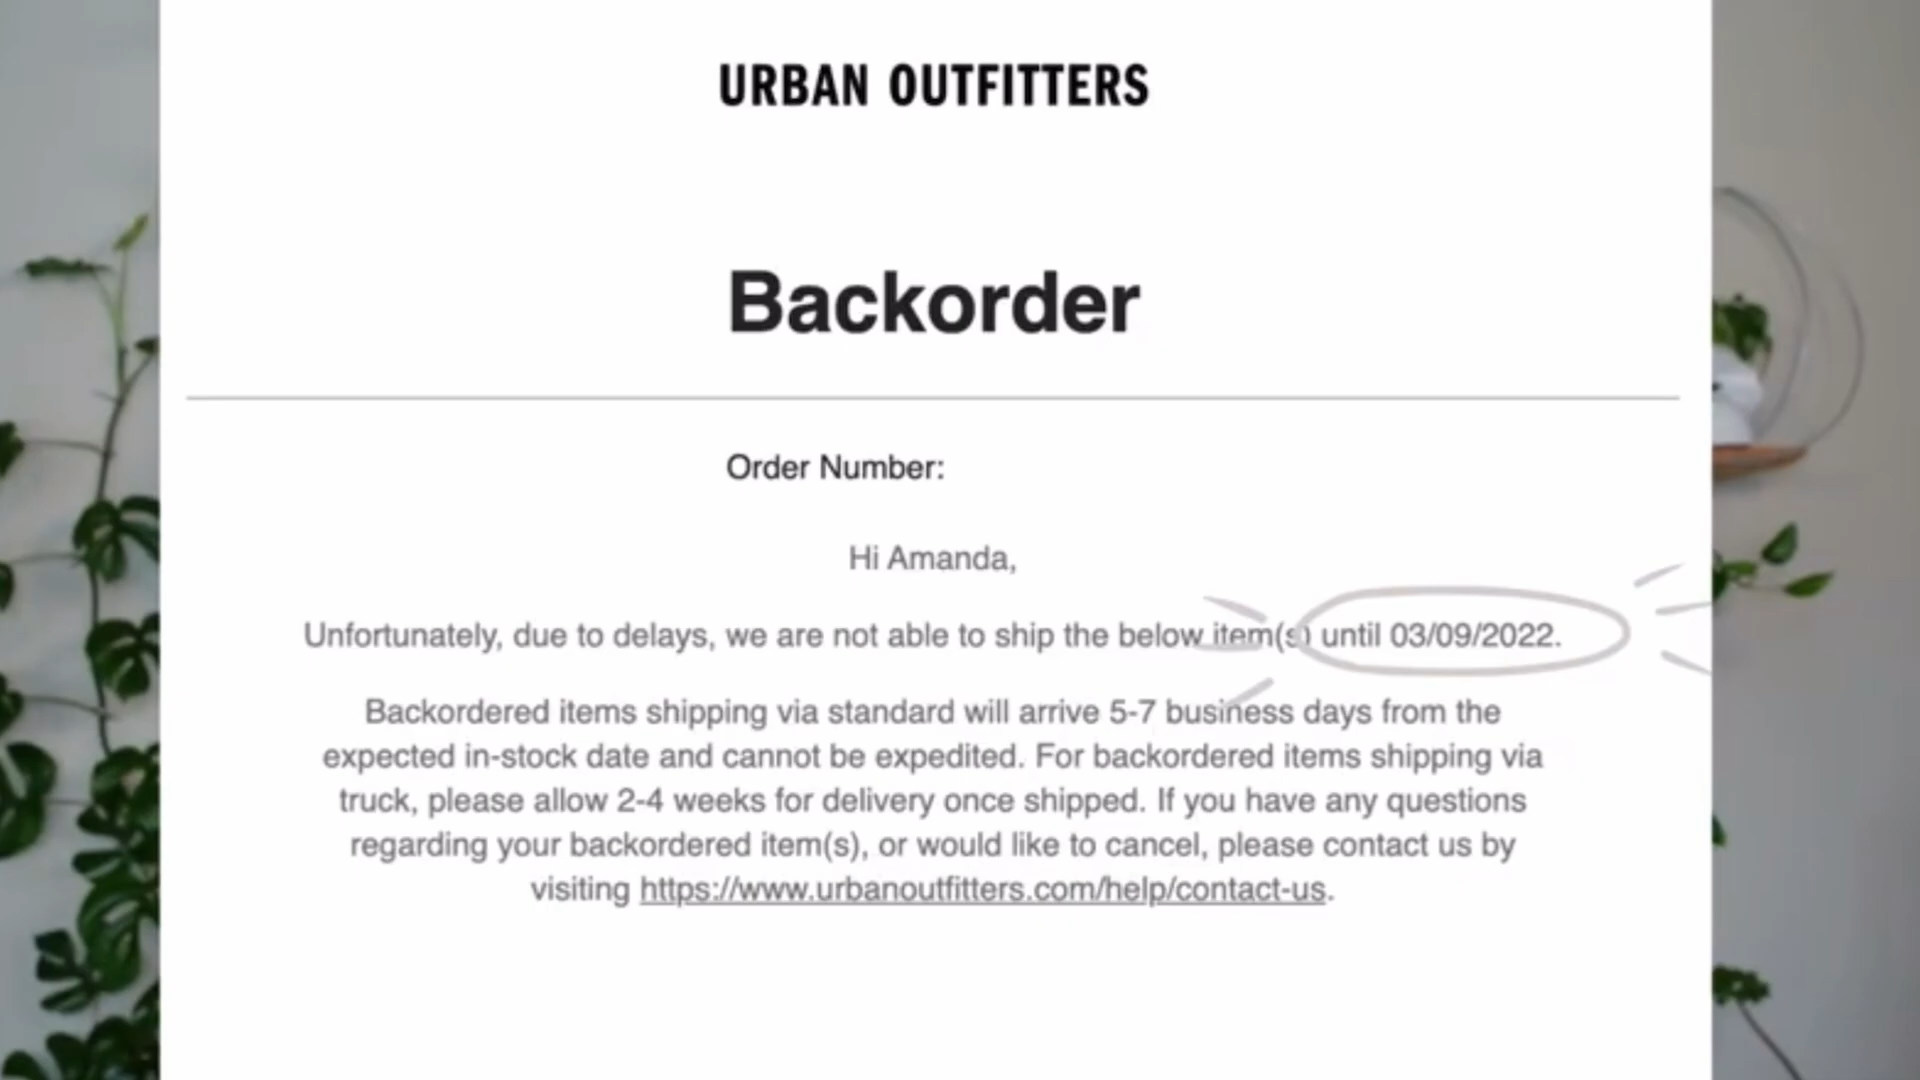 URBAN OUTFITTERS
Backorder
Order Number:
Hi Amanda,
Unfortunately, due to delays, we are not able to ship the below item(s) until 03/09/2022.
Backordered items shipping via standard will arrive 5-7 business days from the
expected in-stock date and cannot be expedited. For backordered items shipping via
truck, please allow 2-4 weeks for delivery once shipped. If you have any questions
regarding your backordered item(s), or would like to cancel, please contact us by
visiting https://www.urbanoutfitters.com/help/contact-us.